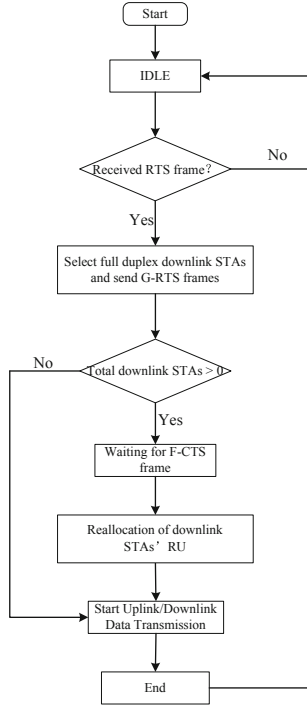 Start
IDLE
Received RTS frame？
No
Yes
Select full duplex downlink STAs
and send G-RTS frames
No
Total downlink STAs > 0
Yes
Waiting for F-CTS
frame
Reallocation of downlink
STAs’ RU
Start Uplink/Downlink
Data Transmission
End